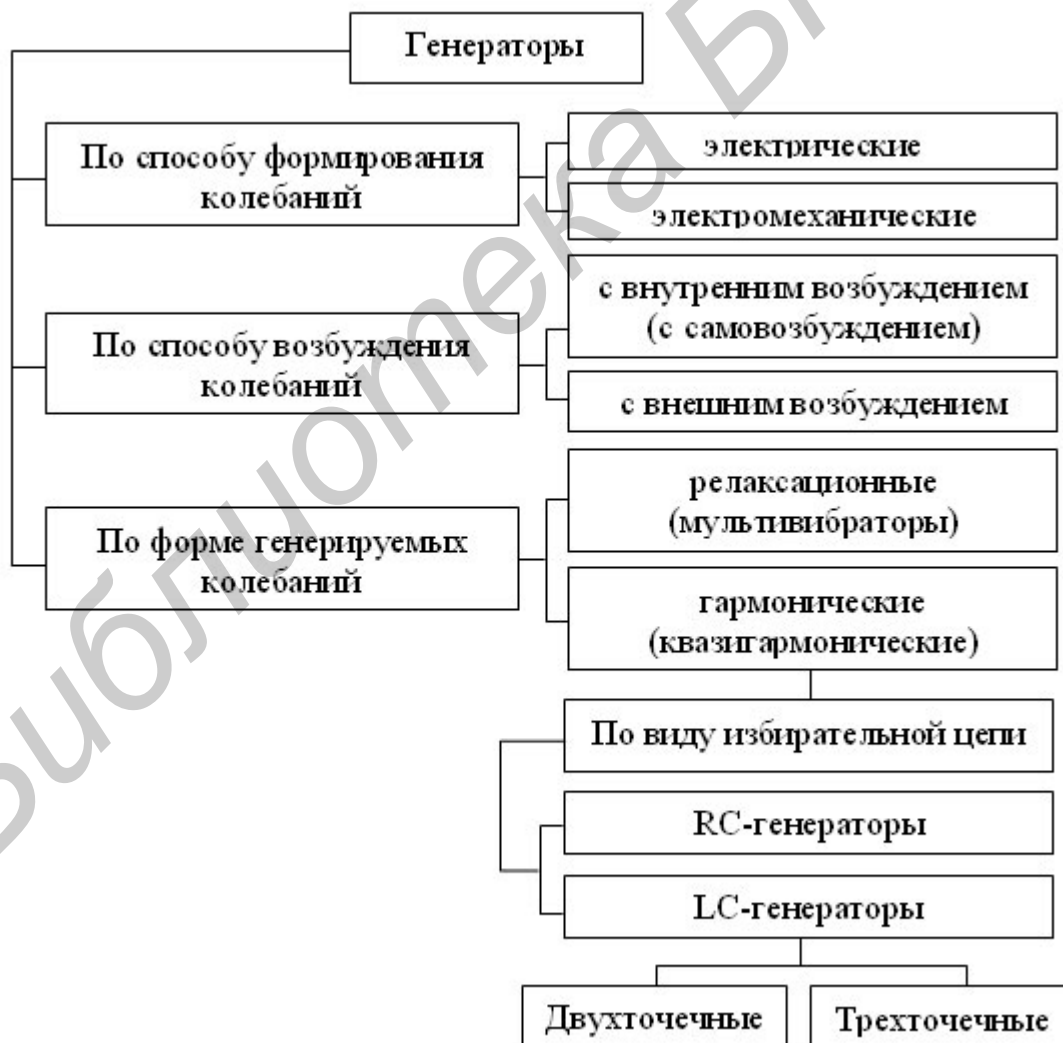 Генераторы
По способу формирования
колебаний
электрические
электромеханические
По способу возбуждения
колебаний
с внутренним возбуждением
(с самовозбуждением)
с внешним возбуждением
По форме генерируемых
колебаний
релаксационные
(мультивибраторы)
гармонические
(квазигармонические)
По виду избирательной цепи
RC-генераторы
LC-генераторы
Двухточечные
Трехточечные
Библиотека